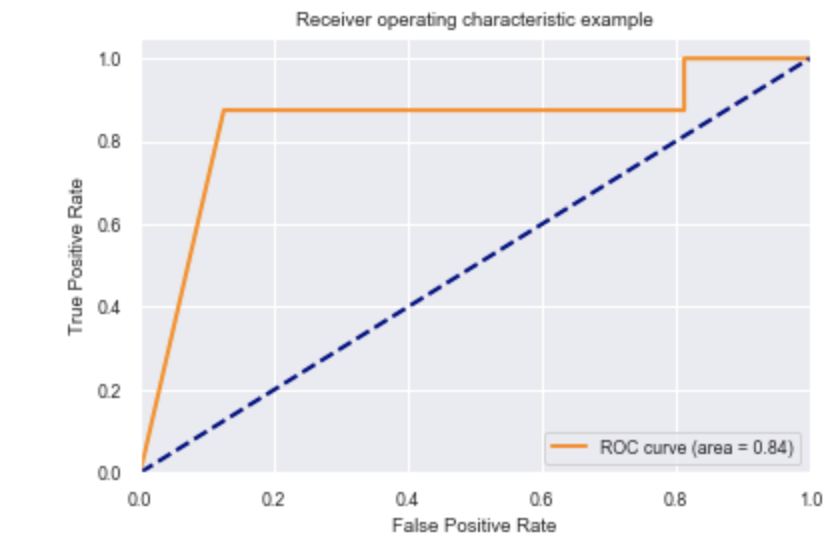 Receiver operating characteristic example
1.0
0.8
0.6
0.4
0.2
0.0
True Positive Rate
ROC curve (area = 0.84)
0.0 0.2 0.4 0.6 0.8 1.0
False Positive Rate